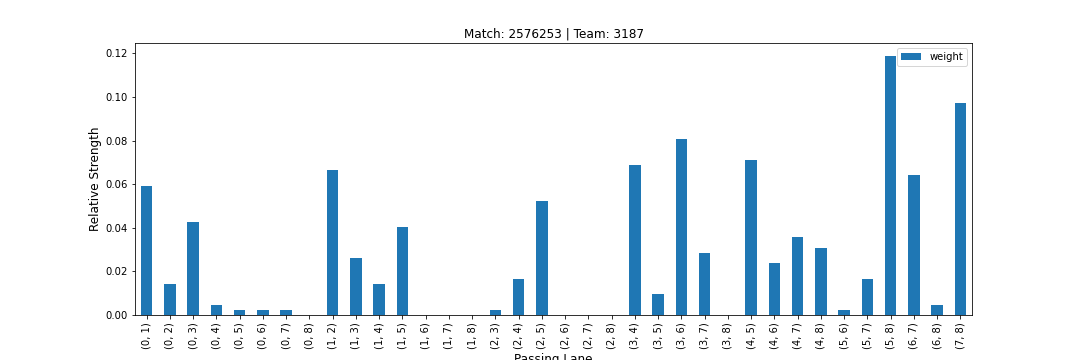 Match: 2576253 | Team: 3187
weight
Relative Strength
0.12
0.10
0.08
0.06
0.04
0.02
0.00
(0, 1) (0, 2) (0, 3) (0, 4) (0, 5) (0, 6) (0, 7) (0, 8) (1, 2) (1, 3) (1, 4) (1, 5) (1, 6) (1, 7) (1, 8) (2, 3) (2, 4) (2, 5) (2, 6) (2, 7) (2, 8) (3, 4) (3, 5) (3, 6) (3, 7) (3, 8) (4, 5) (4, 6) (4, 7) (4, 8) (5, 6) (5, 7) (5, 8) (6, 7) (6, 8) (7, 8)
Passing Lane